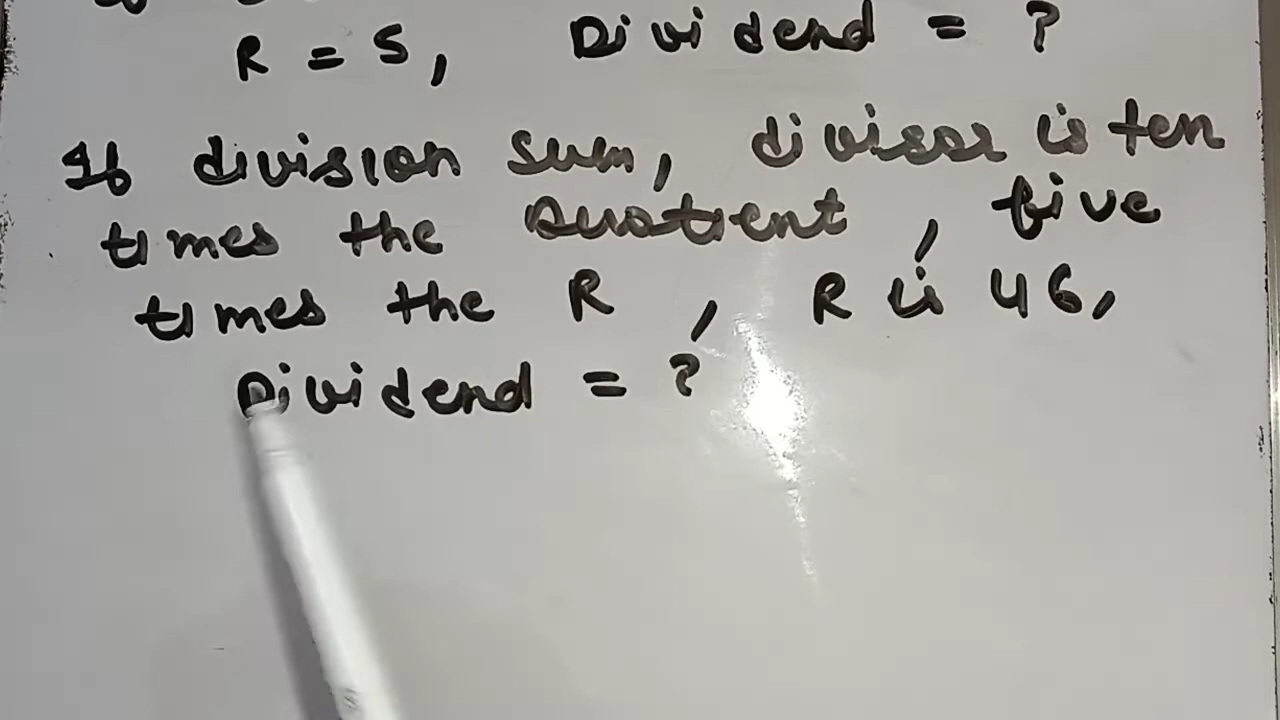 R = 5, Dividend = ?
If division sum, divisor is ten
times the Quotient, five
times the R, R is 46,
Dividend = ?